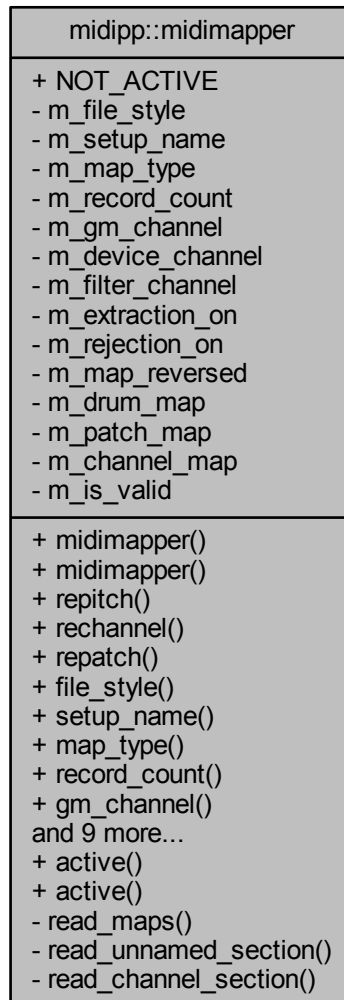 midipp::midimapper
+ NOT_ACTIVE
- m_file_style
- m_setup_name
- m_map_type
- m_record_count
- m_gm_channel
- m_device_channel
- m_filter_channel
- m_extraction_on
- m_rejection_on
- m_map_reversed
- m_drum_map
- m_patch_map
- m_channel_map
- m_is_valid
+ midimapper()
+ midimapper()
+ repitch()
+ rechannel()
+ repatch()
+ file_style()
+ setup_name()
+ map_type()
+ record_count()
+ gm_channel()
and 9 more...
+ active()
+ active()
- read_maps()
- read_unnamed_section()
- read_channel_section()